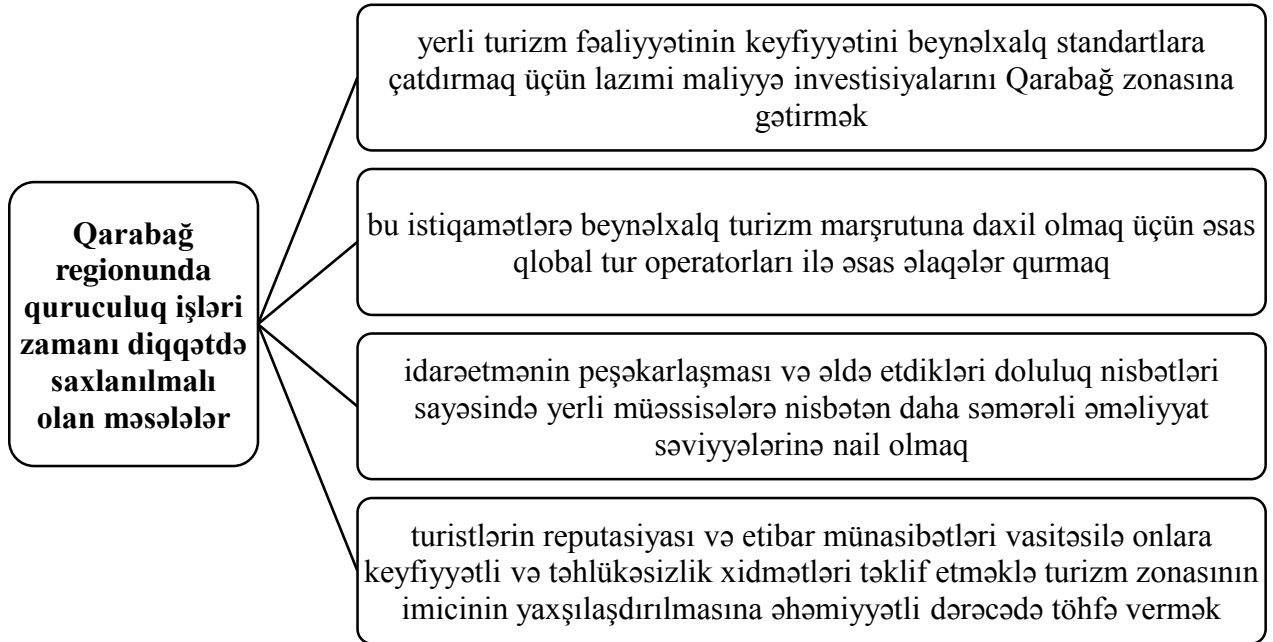 Qarabağ
regionunda
quruculuq işləri
zamanı diqqətdə
saxlanılmalı
olan məsələlər
yerli turizm fəaliyyətinin keyfiyyətini beynəlxalq standartlara
çatdırmaq üçün lazımi maliyyə investisiyalarını Qarabağ zonasına
gətirmək
bu istiqamətlərə beynəlxalq turizm marşrutuna daxil olmaq üçün əsas
qlobal tur operatorları ilə əsas əlaqələr qurmaq
idarəetmənin peşəkarlaşması və əldə etdikləri doluluq nisbətləri
sayəsində yerli müəssisələrə nisbətən daha səmərəli əməliyyat
səviyyələrinə nail olmaq
turistlərin reputasiyası və etibar münasibətləri vasitəsilə onlara
keyfiyyətli və təhlükəsizlik xidmətləri təklif etməklə turizm zonasının
imicinin yaxşılaşdırılmasına əhəmiyyətli dərəcədə töhfə vermək